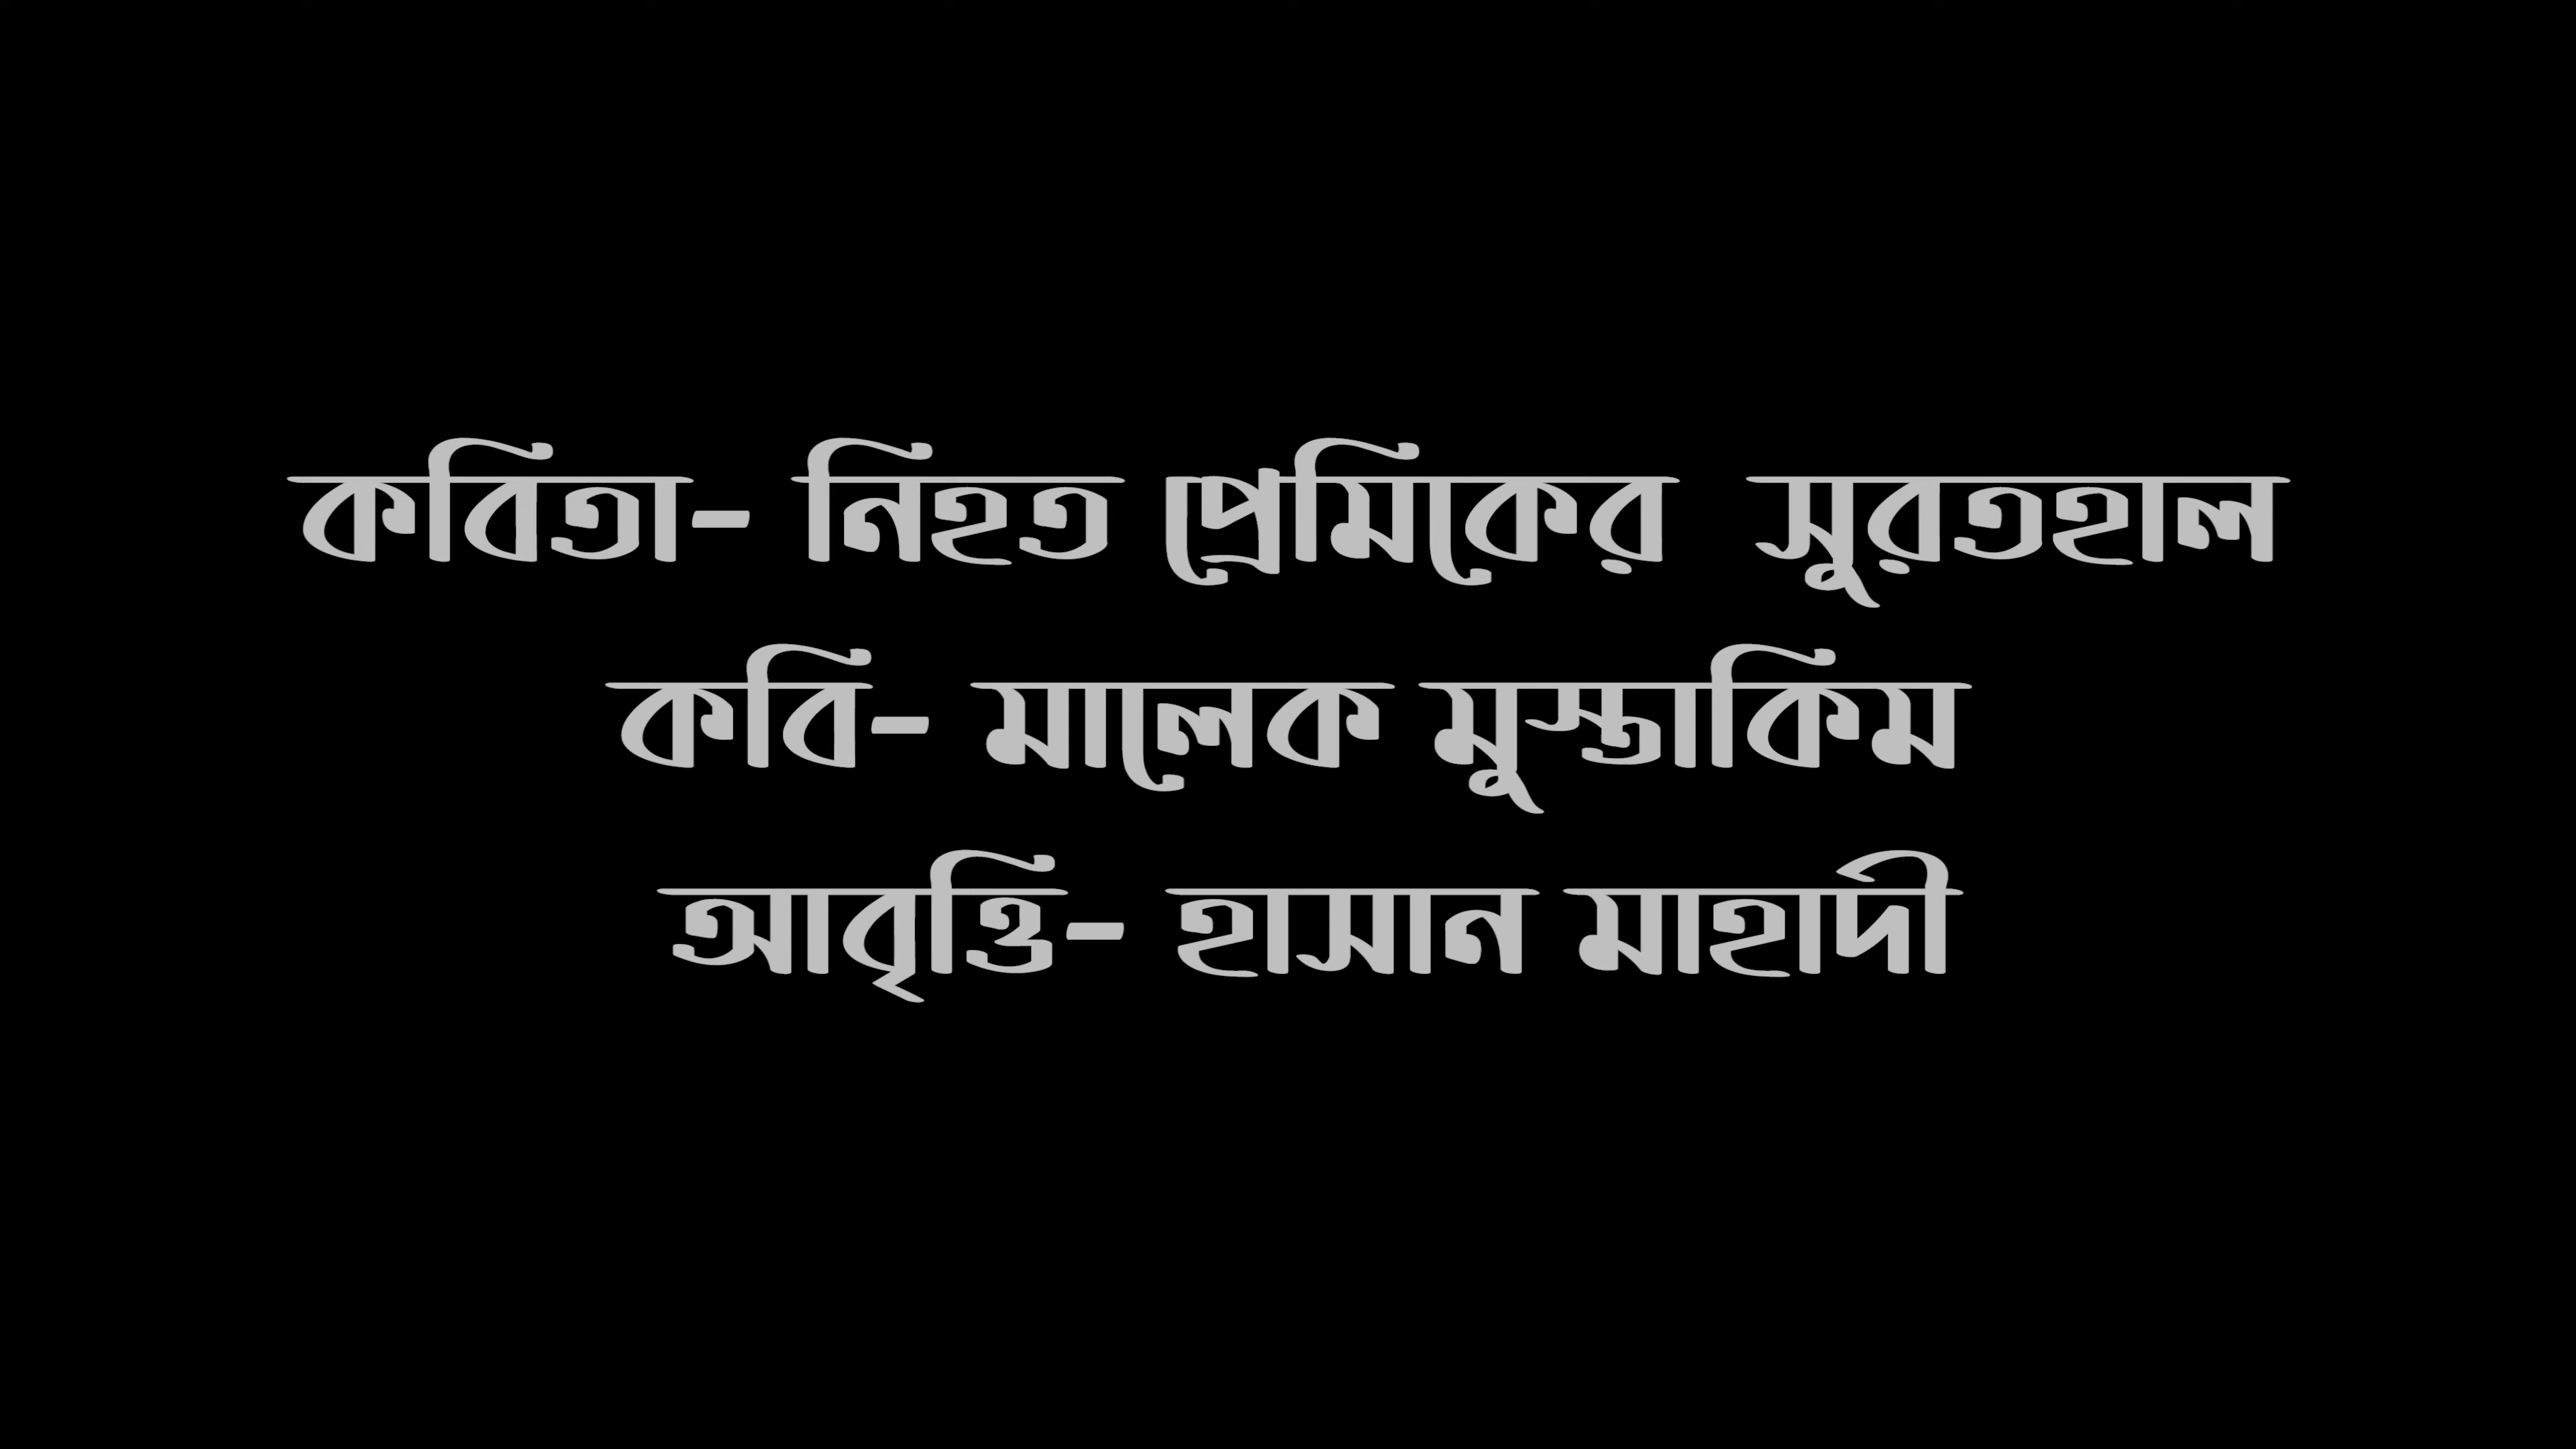 কবিতা- নিহত প্রেমিকের সুরতহাল
কবি- মালেক মুস্তাকিম
আবৃত্তি- হাসান মাহাদী